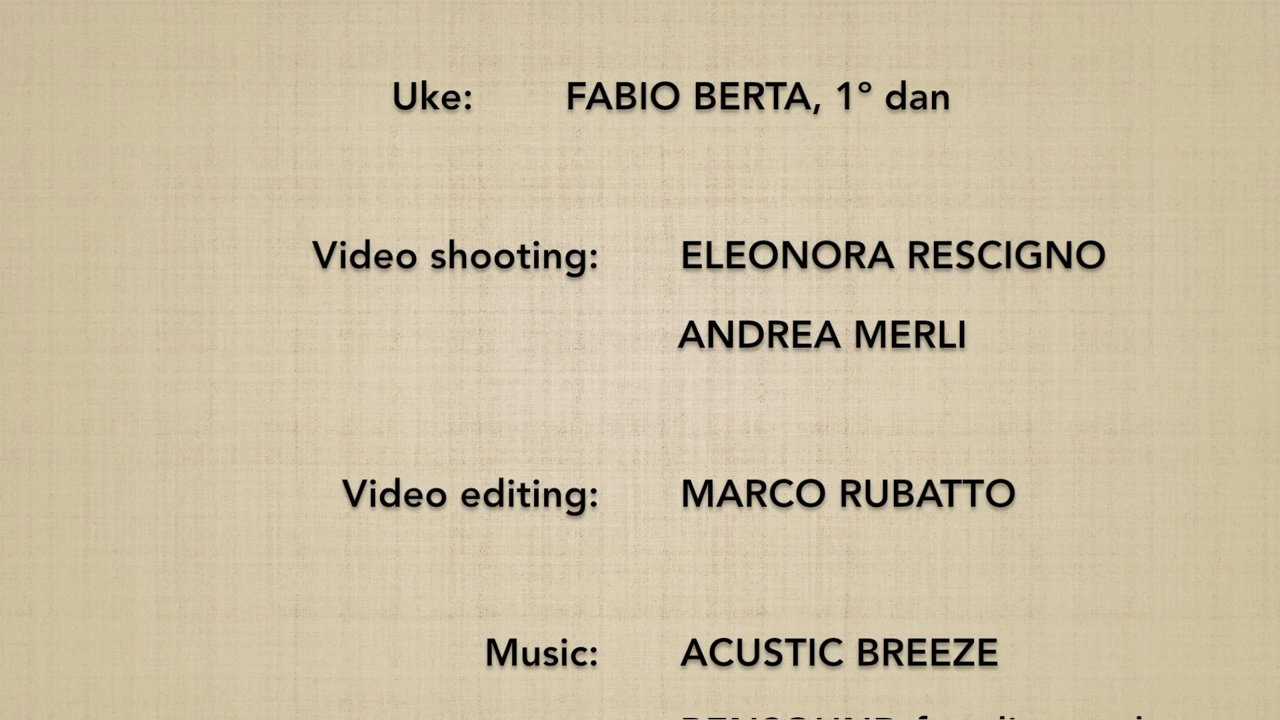 Uke: FABIO BERTA, 1° dan
Video shooting: ELEONORA RESCIGNO
ANDREA MERLI
Video editing: MARCO RUBATTO
Music: ACUSTIC BREEZE